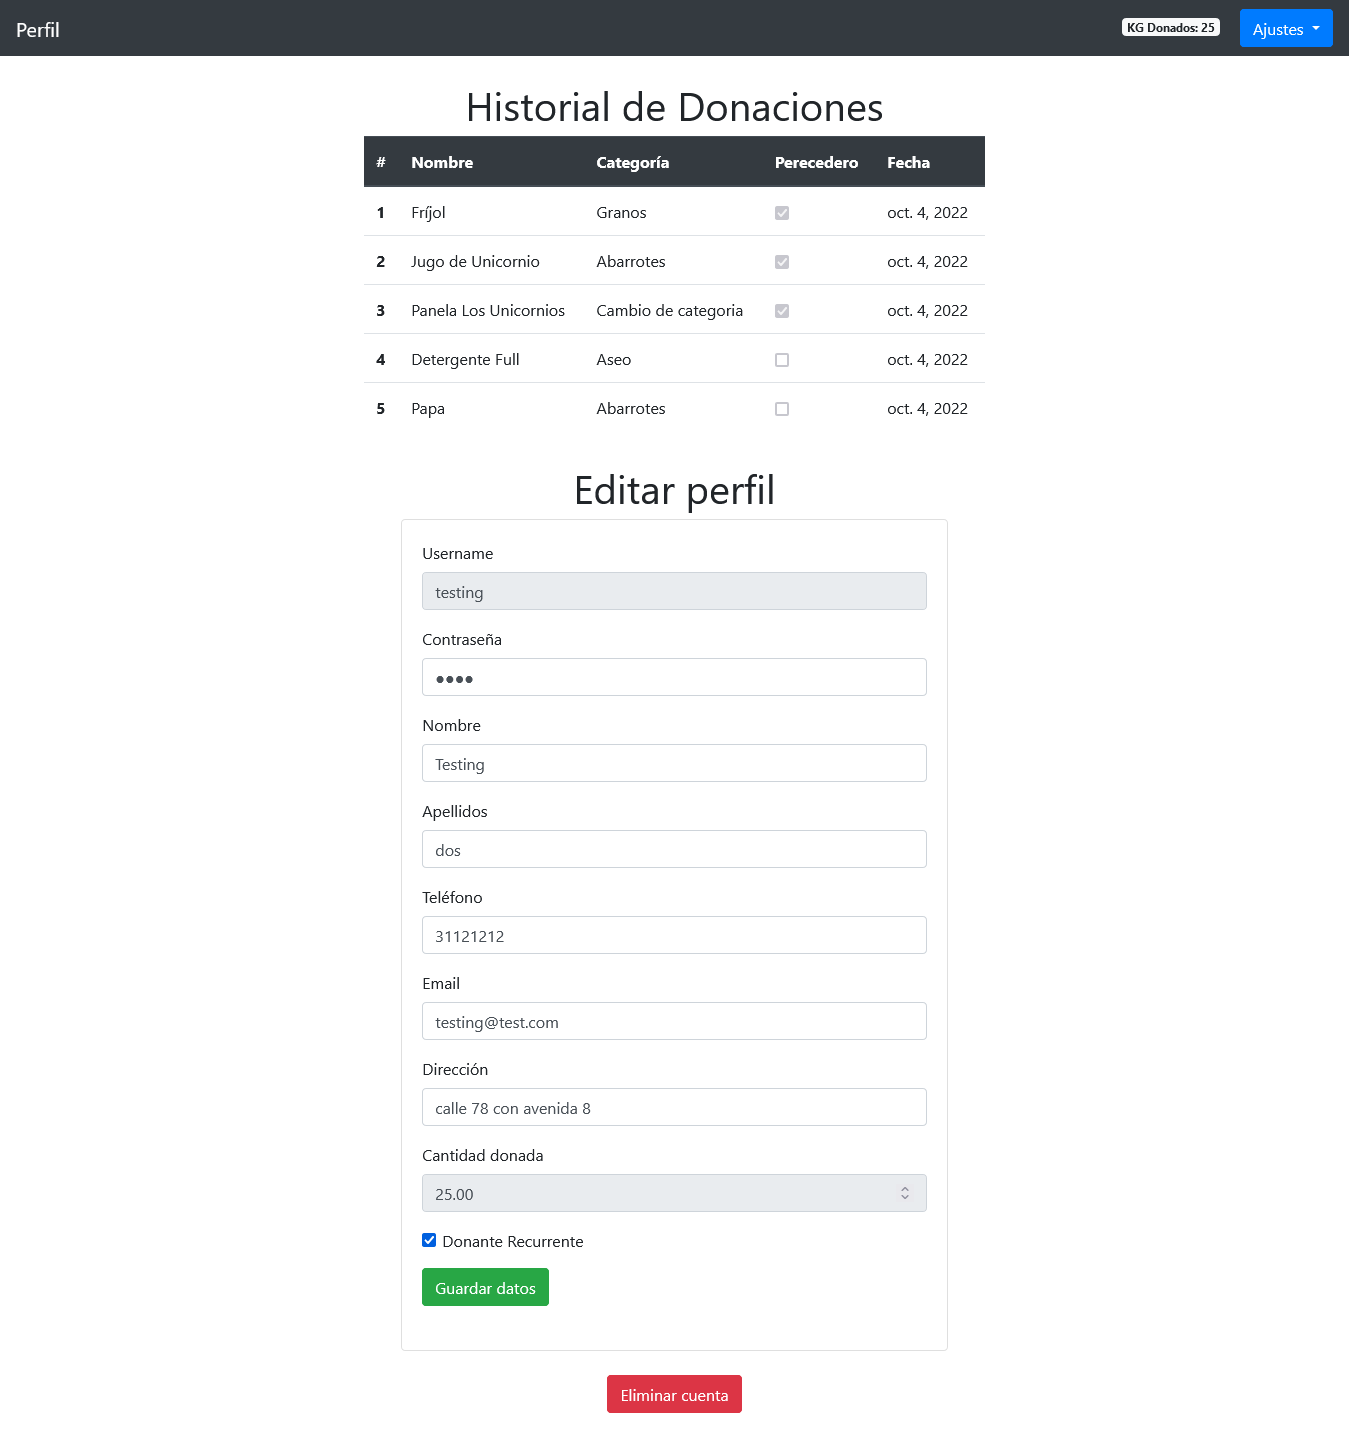 Perfil
KG Donados: 25
Ajustes
Historial de Donaciones
# Nombre Categoría Perecedero Fecha
1 Fríjol Granos oct. 4, 2022
2 Jugo de Unicornio Abarrotes oct. 4, 2022
3 Panela Los Unicornios Cambio de categoria oct. 4, 2022
4 Detergente Full Aseo oct. 4, 2022
5 Papa Abarrotes oct. 4, 2022
Editar perfil
Username
testing
Contraseña
●●●●
Nombre
Testing
Apellidos
dos
Teléfono
31121212
Email
testing@test.com
Dirección
calle 78 con avenida 8
Cantidad donada
25.00
Donante Recurrente
Guardar datos
Eliminar cuenta